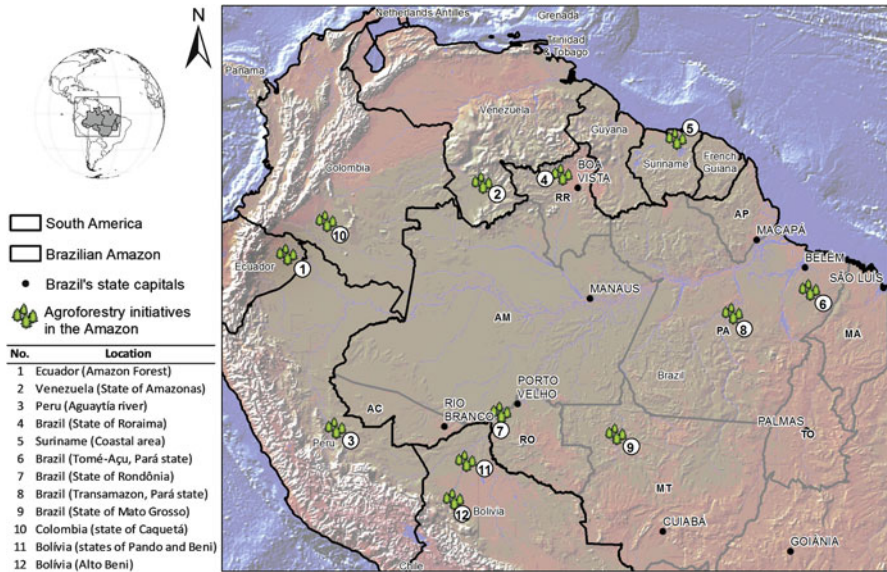 N
South America
Brazilian Amazon
Brazil's state capitals
Agroforestry initiatives
in the Amazon
No. Location
1 Ecuador (Amazon Forest)
2 Venezuela (State of Amazonas)
3 Peru (Aguaytía river)
4 Brazil (State of Roraima)
5 Suriname (Coastal area)
6 Brazil (Tomé-Açu, Pará state)
7 Brazil (State of Rondônia)
8 Brazil (Transamazon, Pará state)
9 Brazil (State of Mato Grosso)
10 Colombia (state of Caquetá)
11 Bolívia (states of Pando and Beni)
12 Bolívia (Alto Beni)
Netherlands Antilles
Grenada
Trinidad
& Tobago
Panama
Venezuela
Guyana
5
Suriname
French
Guiana
Colombia
2
4
BOA
VISTA
RR
10
AP
MACAPÁ
Ecuador
1
BELÉM
SÃO LUÍS
MANAUS
6
AM
PA
8
MA
Brazil
PORTO
VELHO
AC
RIO
BRANCO
7
RO
PALMAS
TO
Peru
3
9
11
MT
12
Bolivia
CUIABÁ
GOIÂNIA
Chile